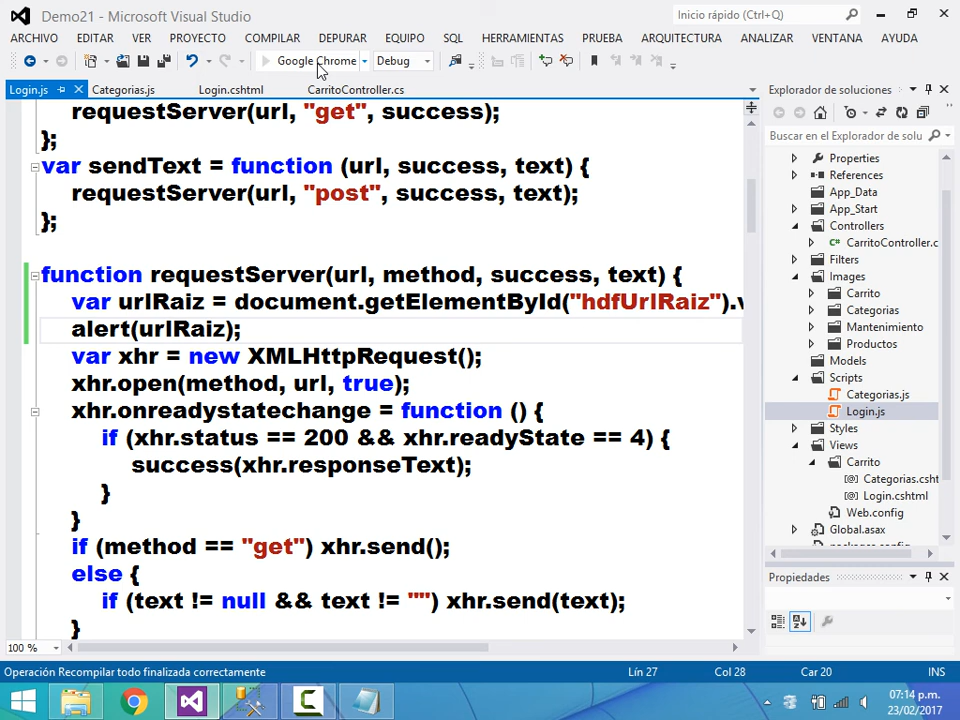 Demo21 - Microsoft Visual Studio
Inicio rápido (Ctrl+Q)
ARCHIVO EDITAR VER PROYECTO COMPILAR DEPURAR EQUIPO SQL HERRAMIENTAS PRUEBA ARQUITECTURA ANALIZAR VENTANA AYUDA
Google Chrome Debug
Login.js Categorias.js Login.cshtml CarritoController.cs
requestServer(url, "get", success);
};
var sendText = function (url, success, text) {
requestServer(url, "post", success, text);
};
function requestServer(url, method, success, text) {
var urlRaiz = document.getElementById("hdfUrlRaiz").v
alert(urlRaiz);
var xhr = new XMLHttpRequest();
xhr.open(method, url, true);
xhr.onreadystatechange = function () {
if (xhr.status == 200 && xhr.readyState == 4) {
success(xhr.responseText);
}
}
if (method == "get") xhr.send();
else {
if (text != null && text != "") xhr.send(text);
}
100 %
Explorador de soluciones
Buscar en el Explorador de solu
Properties
References
App_Data
App_Start
Controllers
C# CarritoController.c
Filters
Images
Carrito
Categorias
Mantenimiento
Productos
Models
Scripts
Categorias.js
Login.js
Styles
Views
Carrito
[@] Categorias.csht
[@] Login.cshtml
Web.config
Global.asax
Propiedades
Operación Recompilar todo finalizada correctamente
Lín 27 Col 28 Car 20 INS
07:14 p.m.
23/02/2017